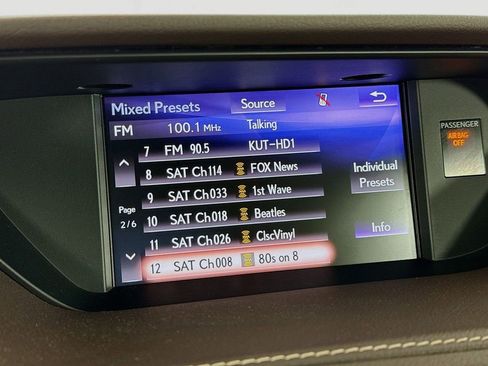 Mixed Presets Source
FM 100.1 MHz Talking
7 FM 90.5 KUT-HD1
8 SAT Ch114 FOX News
9 SAT Ch033 1st Wave
10 SAT Ch018 Beatles
11 SAT Ch026 ClscVinyl
12 SAT Ch008 80s on 8
Page
2/6
Individual
Presets
Info
PASSENGER
AIRBAG
OFF